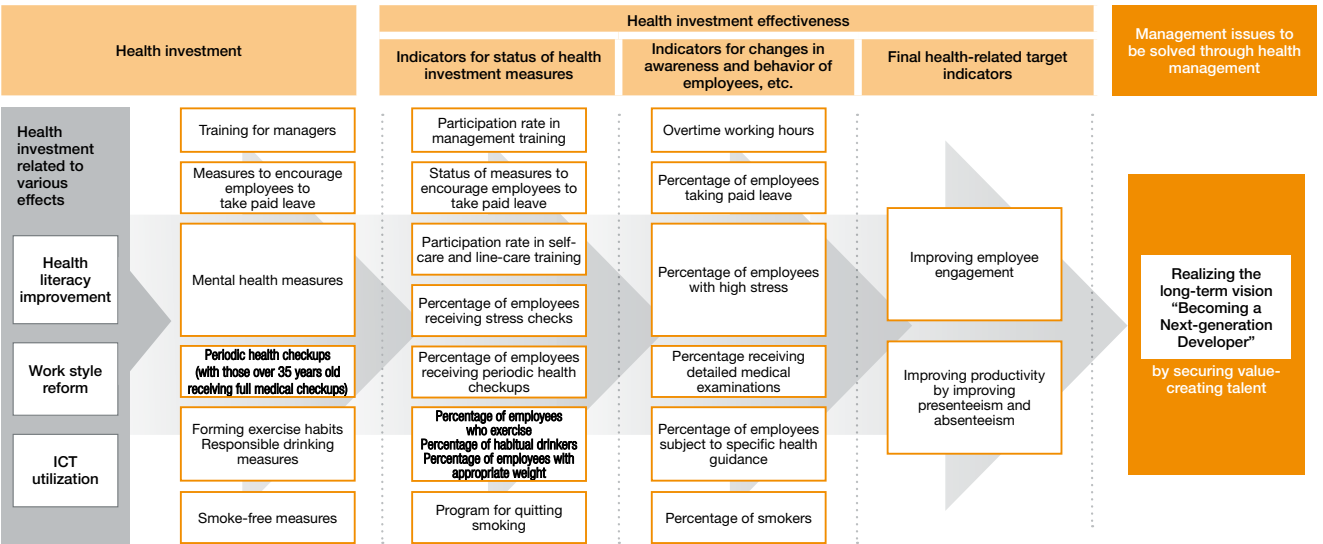 Health investment
Health investment effectiveness
Indicators for status of health
investment measures
Indicators for changes in
awareness and behavior of
employees, etc.
Final health-related target
indicators
Management issues to
be solved through health
management
Health
investment
related to
various
effects
Health
literacy
improvement
Work style
reform
ICT
utilization
Training for managers
Measures to encourage
employees to
take paid leave
Mental health measures
Periodic health checkups
(with those over 35 years old
receiving full medical checkups)
Forming exercise habits
Responsible drinking
measures
Smoke-free measures
Participation rate in
management training
Status of measures to
encourage employees to
take paid leave
Participation rate in self-
care and line-care training
Percentage of employees
receiving stress checks
Percentage of employees
receiving periodic health
checkups
Percentage of employees
who exercise
Percentage of habitual drinkers
Percentage of employees with
appropriate weight
Program for quitting
smoking
Overtime working hours
Percentage of employees
taking paid leave
Percentage of employees
with high stress
Percentage receiving
detailed medical
examinations
Percentage of employees
subject to specific health
guidance
Percentage of smokers
Improving employee
engagement
Improving productivity
by improving
presenteeism and
absenteeism
Realizing the
long-term vision
“Becoming a
Next-generation
Developer”
by securing value-
creating talent